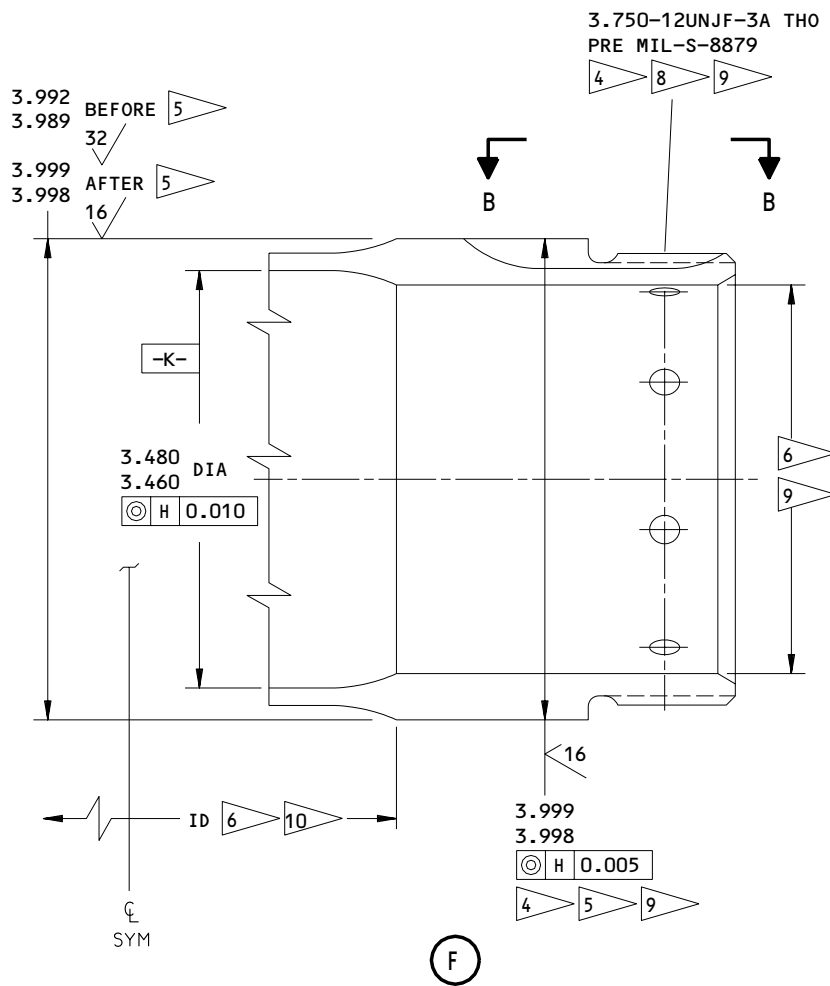 3.750-12UNJF-3A THO
PRE MIL-S-8879
4 8 9
3.992
3.989
BEFORE 5
32
3.999
3.998
AFTER 5
16
B
B
-K-
3.480
3.460
DIA
◎ H 0.010
6
9
16
ID 6 10
3.999
3.998
◎ H 0.005
4 5 9
℄
SYM
F